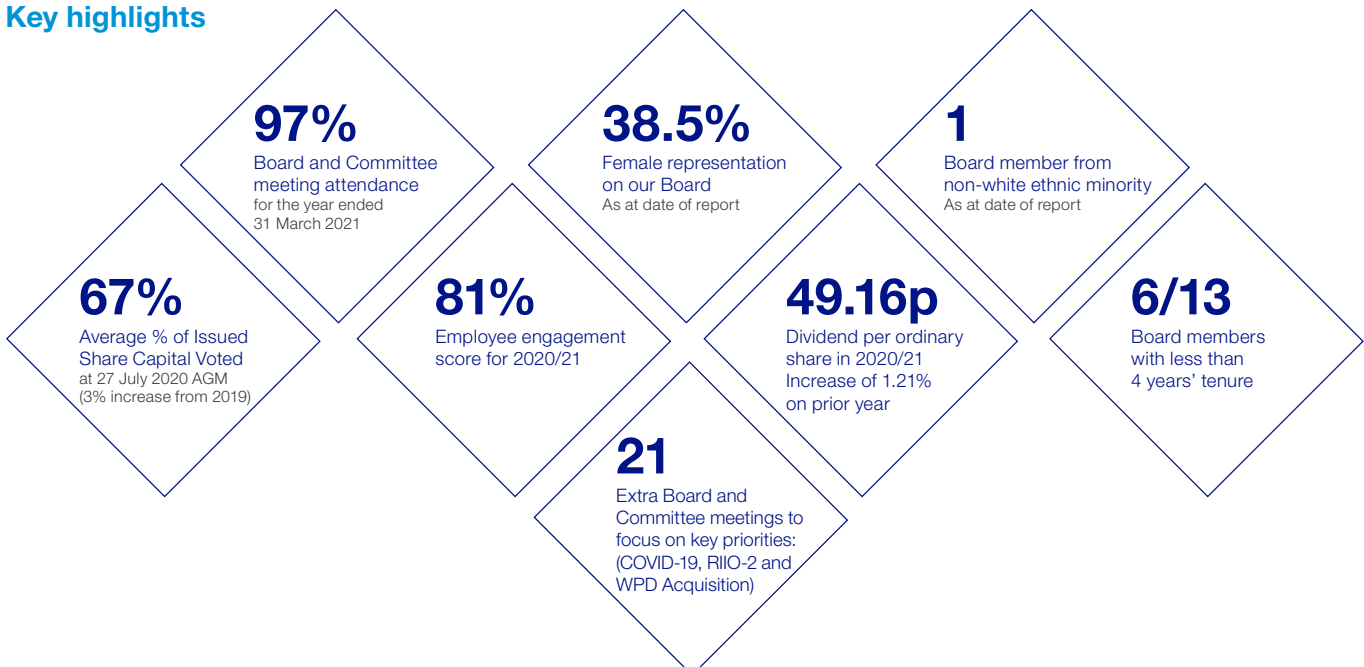 Key highlights
97%
Board and Committee
meeting attendance
for the year ended
31 March 2021
38.5%
Female representation
on our Board
As at date of report
1
Board member from
non-white ethnic minority
As at date of report
67%
Average % of Issued
Share Capital Voted
at 27 July 2020 AGM
(3% increase from 2019)
81%
Employee engagement
score for 2020/21
49.16p
Dividend per ordinary
share in 2020/21
Increase of 1.21%
on prior year
6/13
Board members
with less than
4 years’ tenure
21
Extra Board and
Committee meetings to
focus on key priorities:
(COVID-19, RIIO-2 and
WPD Acquisition)